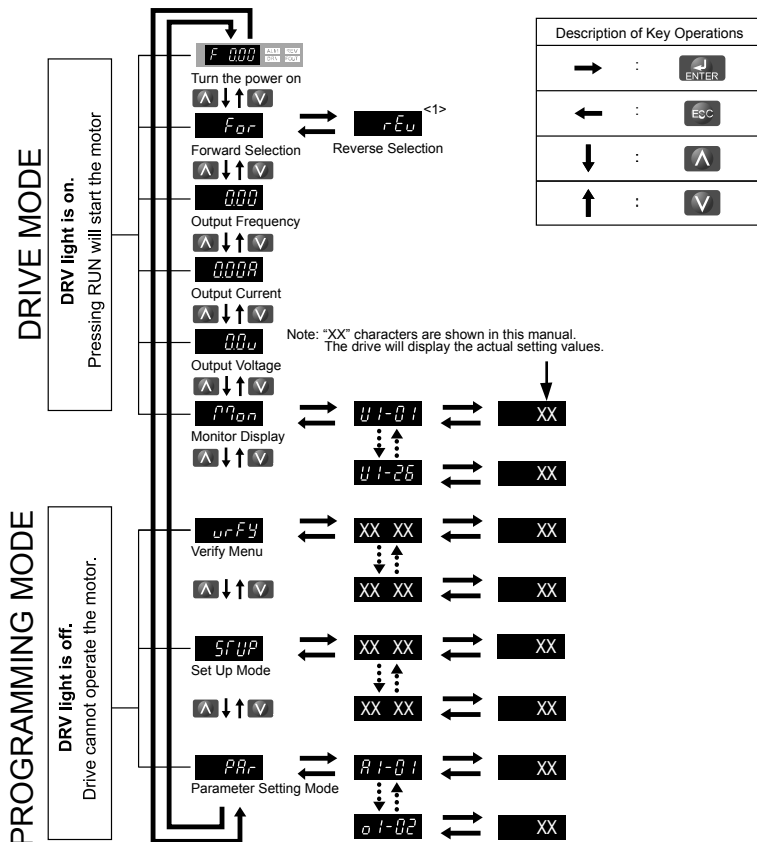 DRIVE MODE
DRV light is on.
Pressing RUN will start the motor
F 0.00
ALM REV
DRV FOUT
Turn the power on
For
rEv
<1>
Forward Selection
Reverse Selection
0.00
Output Frequency
0.00A
Output Current
0.0v
Output Voltage
Mon
U1-01
XX
Monitor Display
U1-26
XX
Description of Key Operations
→ : ENTER
← : ESC
↓ : Λ
↑ : V
Note: “XX” characters are shown in this manual.
The drive will display the actual setting values.
PROGRAMMING MODE
DRV light is off.
Drive cannot operate the motor.
vrFY
XX XX
XX
Verify Menu
XX XX
XX
STUP
XX XX
XX
Set Up Mode
XX XX
XX
PAr
A1-01
XX
Parameter Setting Mode
o1-02
XX